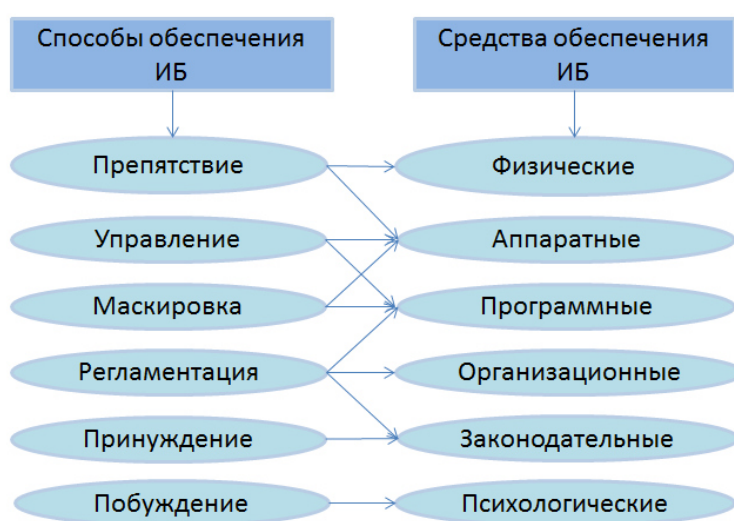 Способы обеспечения
ИБ
Средства обеспечения
ИБ
Препятствие
Физические
Управление
Аппаратные
Маскировка
Программные
Регламентация
Организационные
Принуждение
Законодательные
Побуждение
Психологические